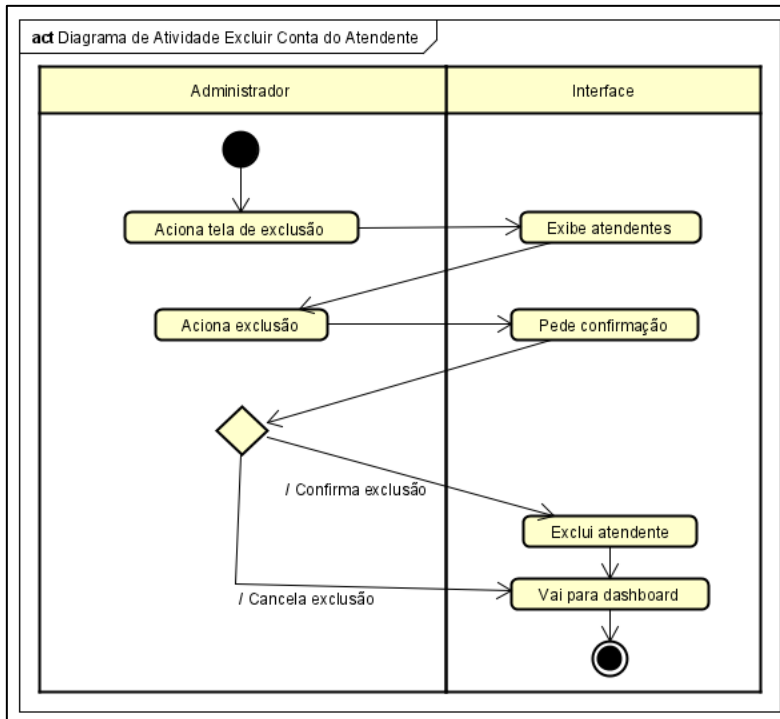 act Diagrama de Atividade Excluir Conta do Atendente
Administrador
Interface
Aciona tela de exclusão
Exibe atendentes
Aciona exclusão
Pede confirmação
/ Confirma exclusão
Exclui atendente
Vai para dashboard
/ Cancela exclusão